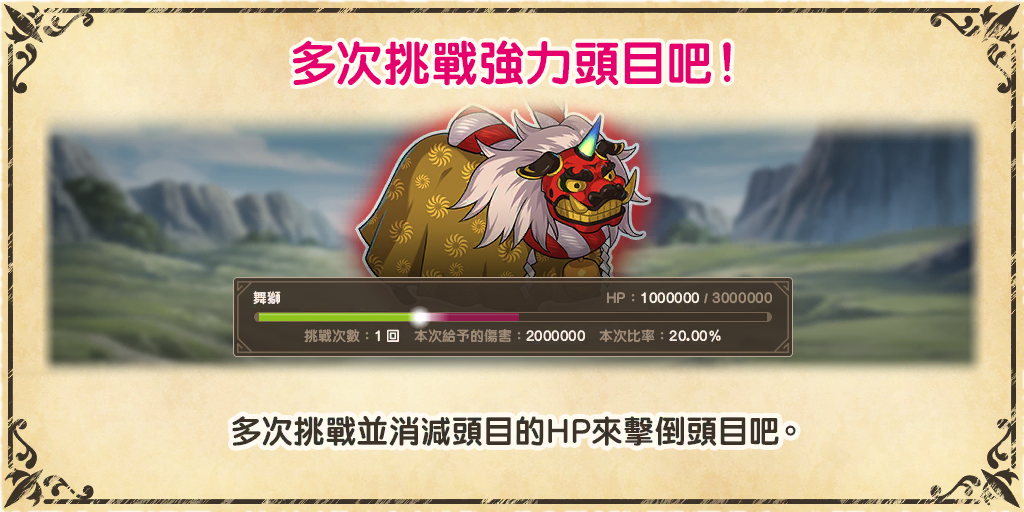 多次挑戰強力頭目吧！
舞獅 HP：1000000 / 3000000
挑戰次數：1 回 本次給予的傷害：2000000 本次比率：20.00%
多次挑戰並消減頭目的HP來擊倒頭目吧。